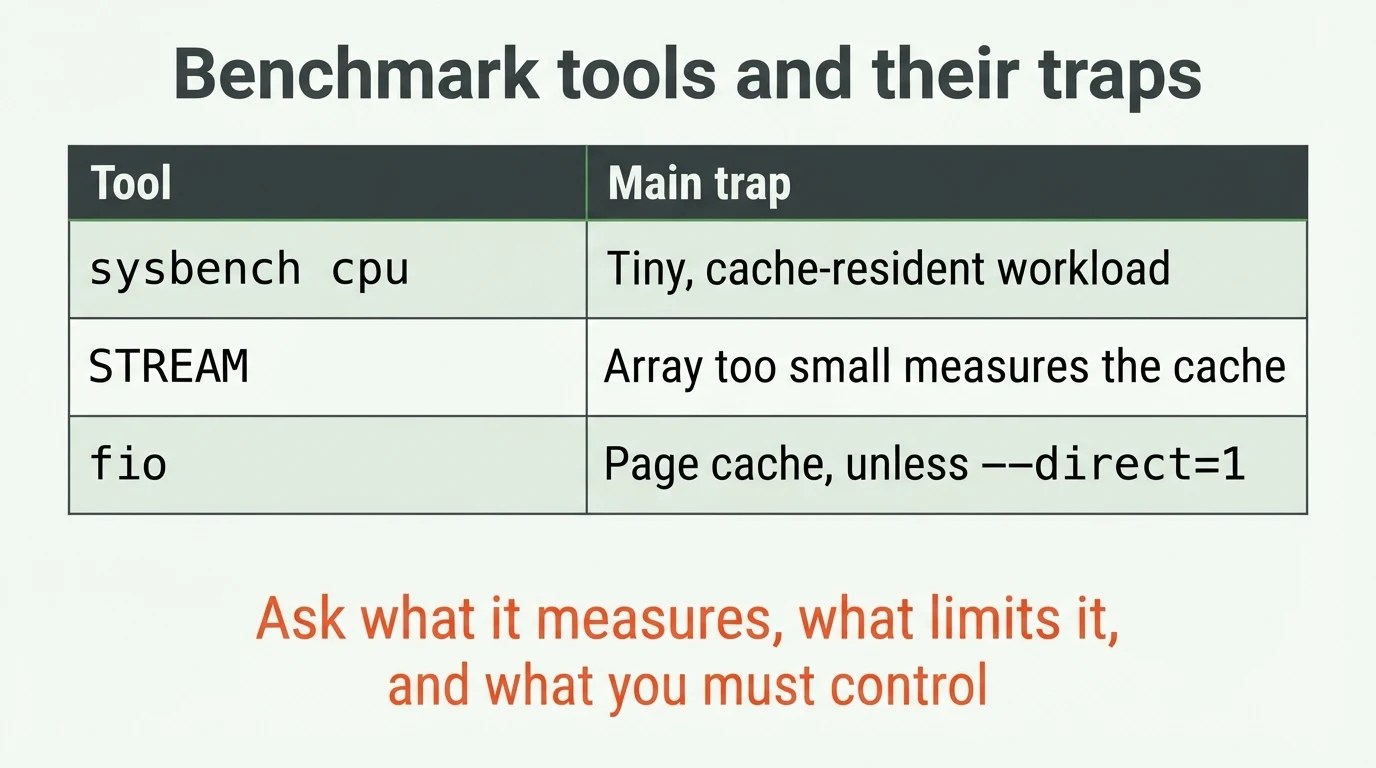 Benchmark tools and their traps
Tool Main trap
sysbench cpu Tiny, cache-resident workload
STREAM Array too small measures the cache
fio Page cache, unless --direct=1
Ask what it measures, what limits it,
and what you must control